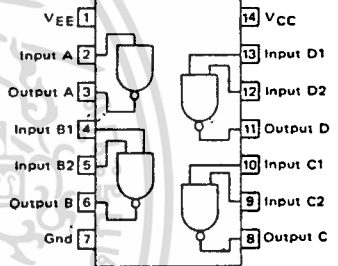 VEE 1
Input A 2
Output A 3
Input B1 4
Input B2 5
Output B 6
Gnd 7
14 VCC
13 Input D1
12 Input D2
11 Output D
10 Input C1
9 Input C2
8 Output C